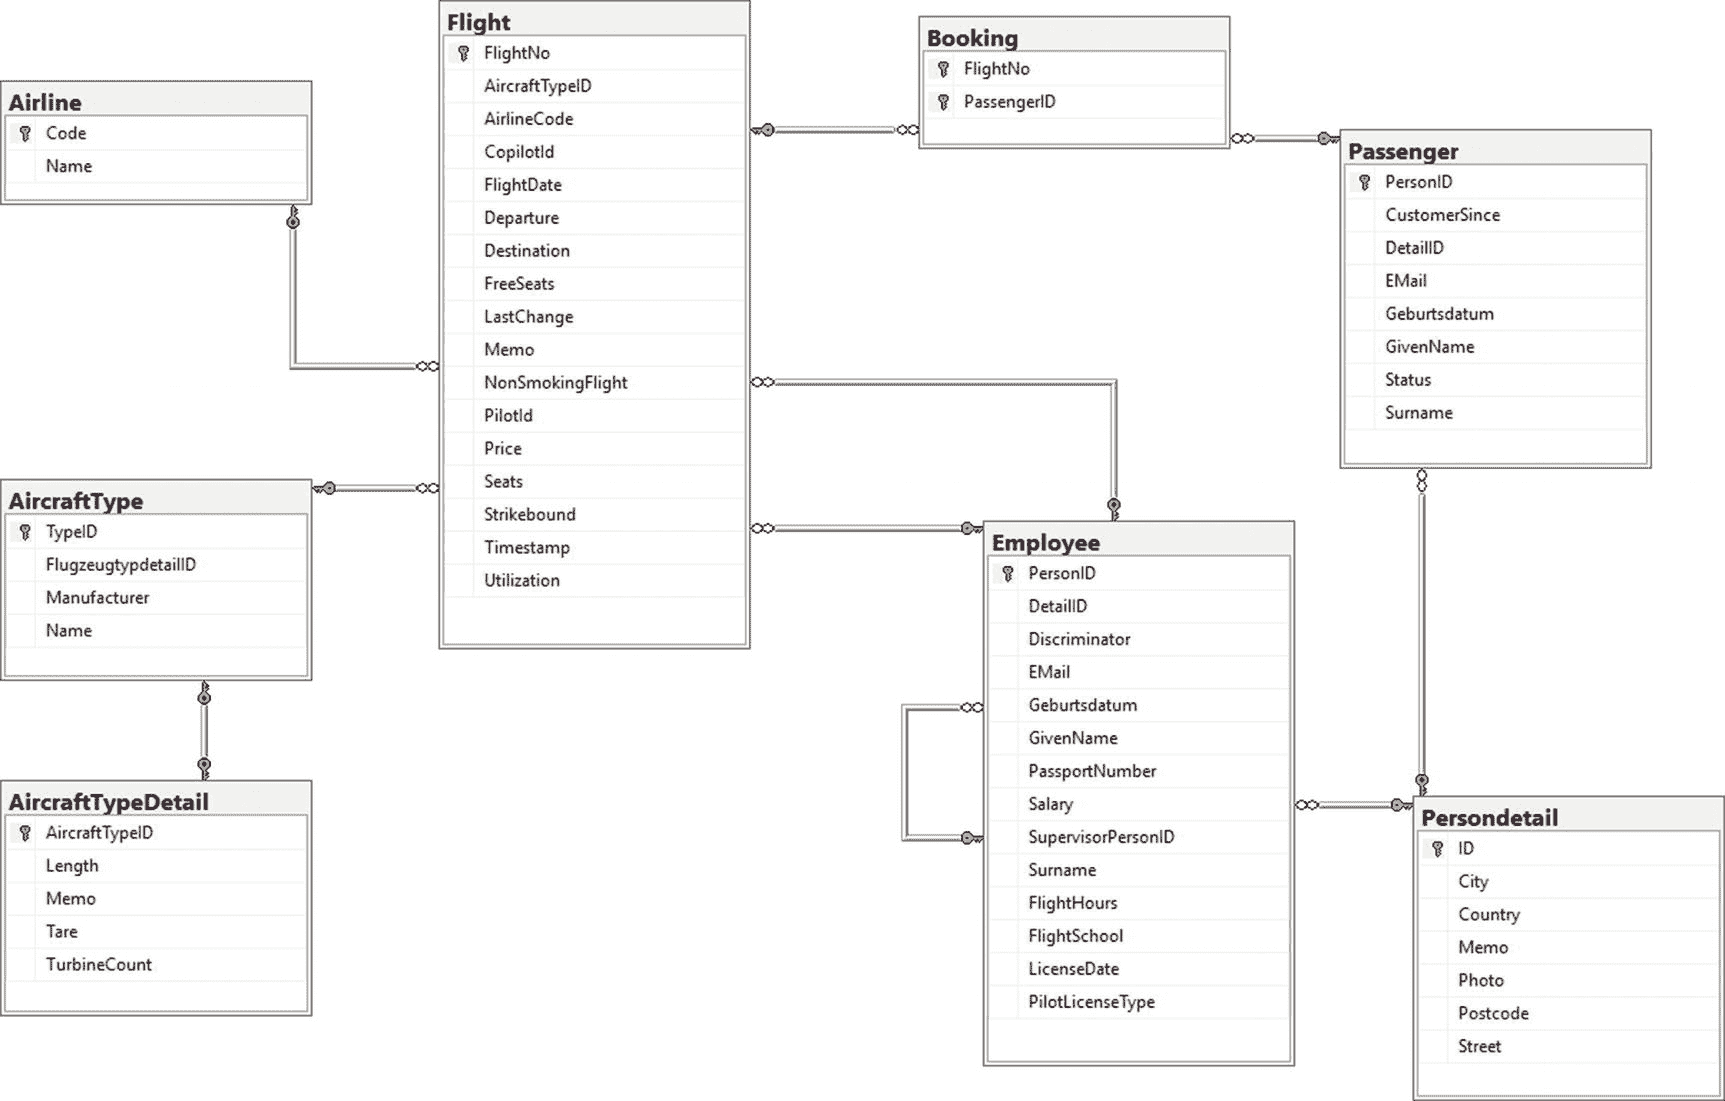 Airline
Code
Name
AircraftType
TypeID
FlugzeugtypdetailID
Manufacturer
Name
AircraftTypeDetail
AircraftTypeID
Length
Memo
Tare
TurbineCount
Flight
FlightNo
AircraftTypeID
AirlineCode
CopilotId
FlightDate
Departure
Destination
FreeSeats
LastChange
Memo
NonSmokingFlight
PilotId
Price
Seats
Strikebound
Timestamp
Utilization
Booking
FlightNo
PassengerID
Employee
PersonID
DetailID
Discriminator
EMail
Geburtsdatum
GivenName
PassportNumber
Salary
SupervisorPersonID
Surname
FlightHours
FlightSchool
LicenseDate
PilotLicenseType
Passenger
PersonID
CustomerSince
DetailID
EMail
Geburtsdatum
GivenName
Status
Surname
Persondetail
ID
City
Country
Memo
Photo
Postcode
Street